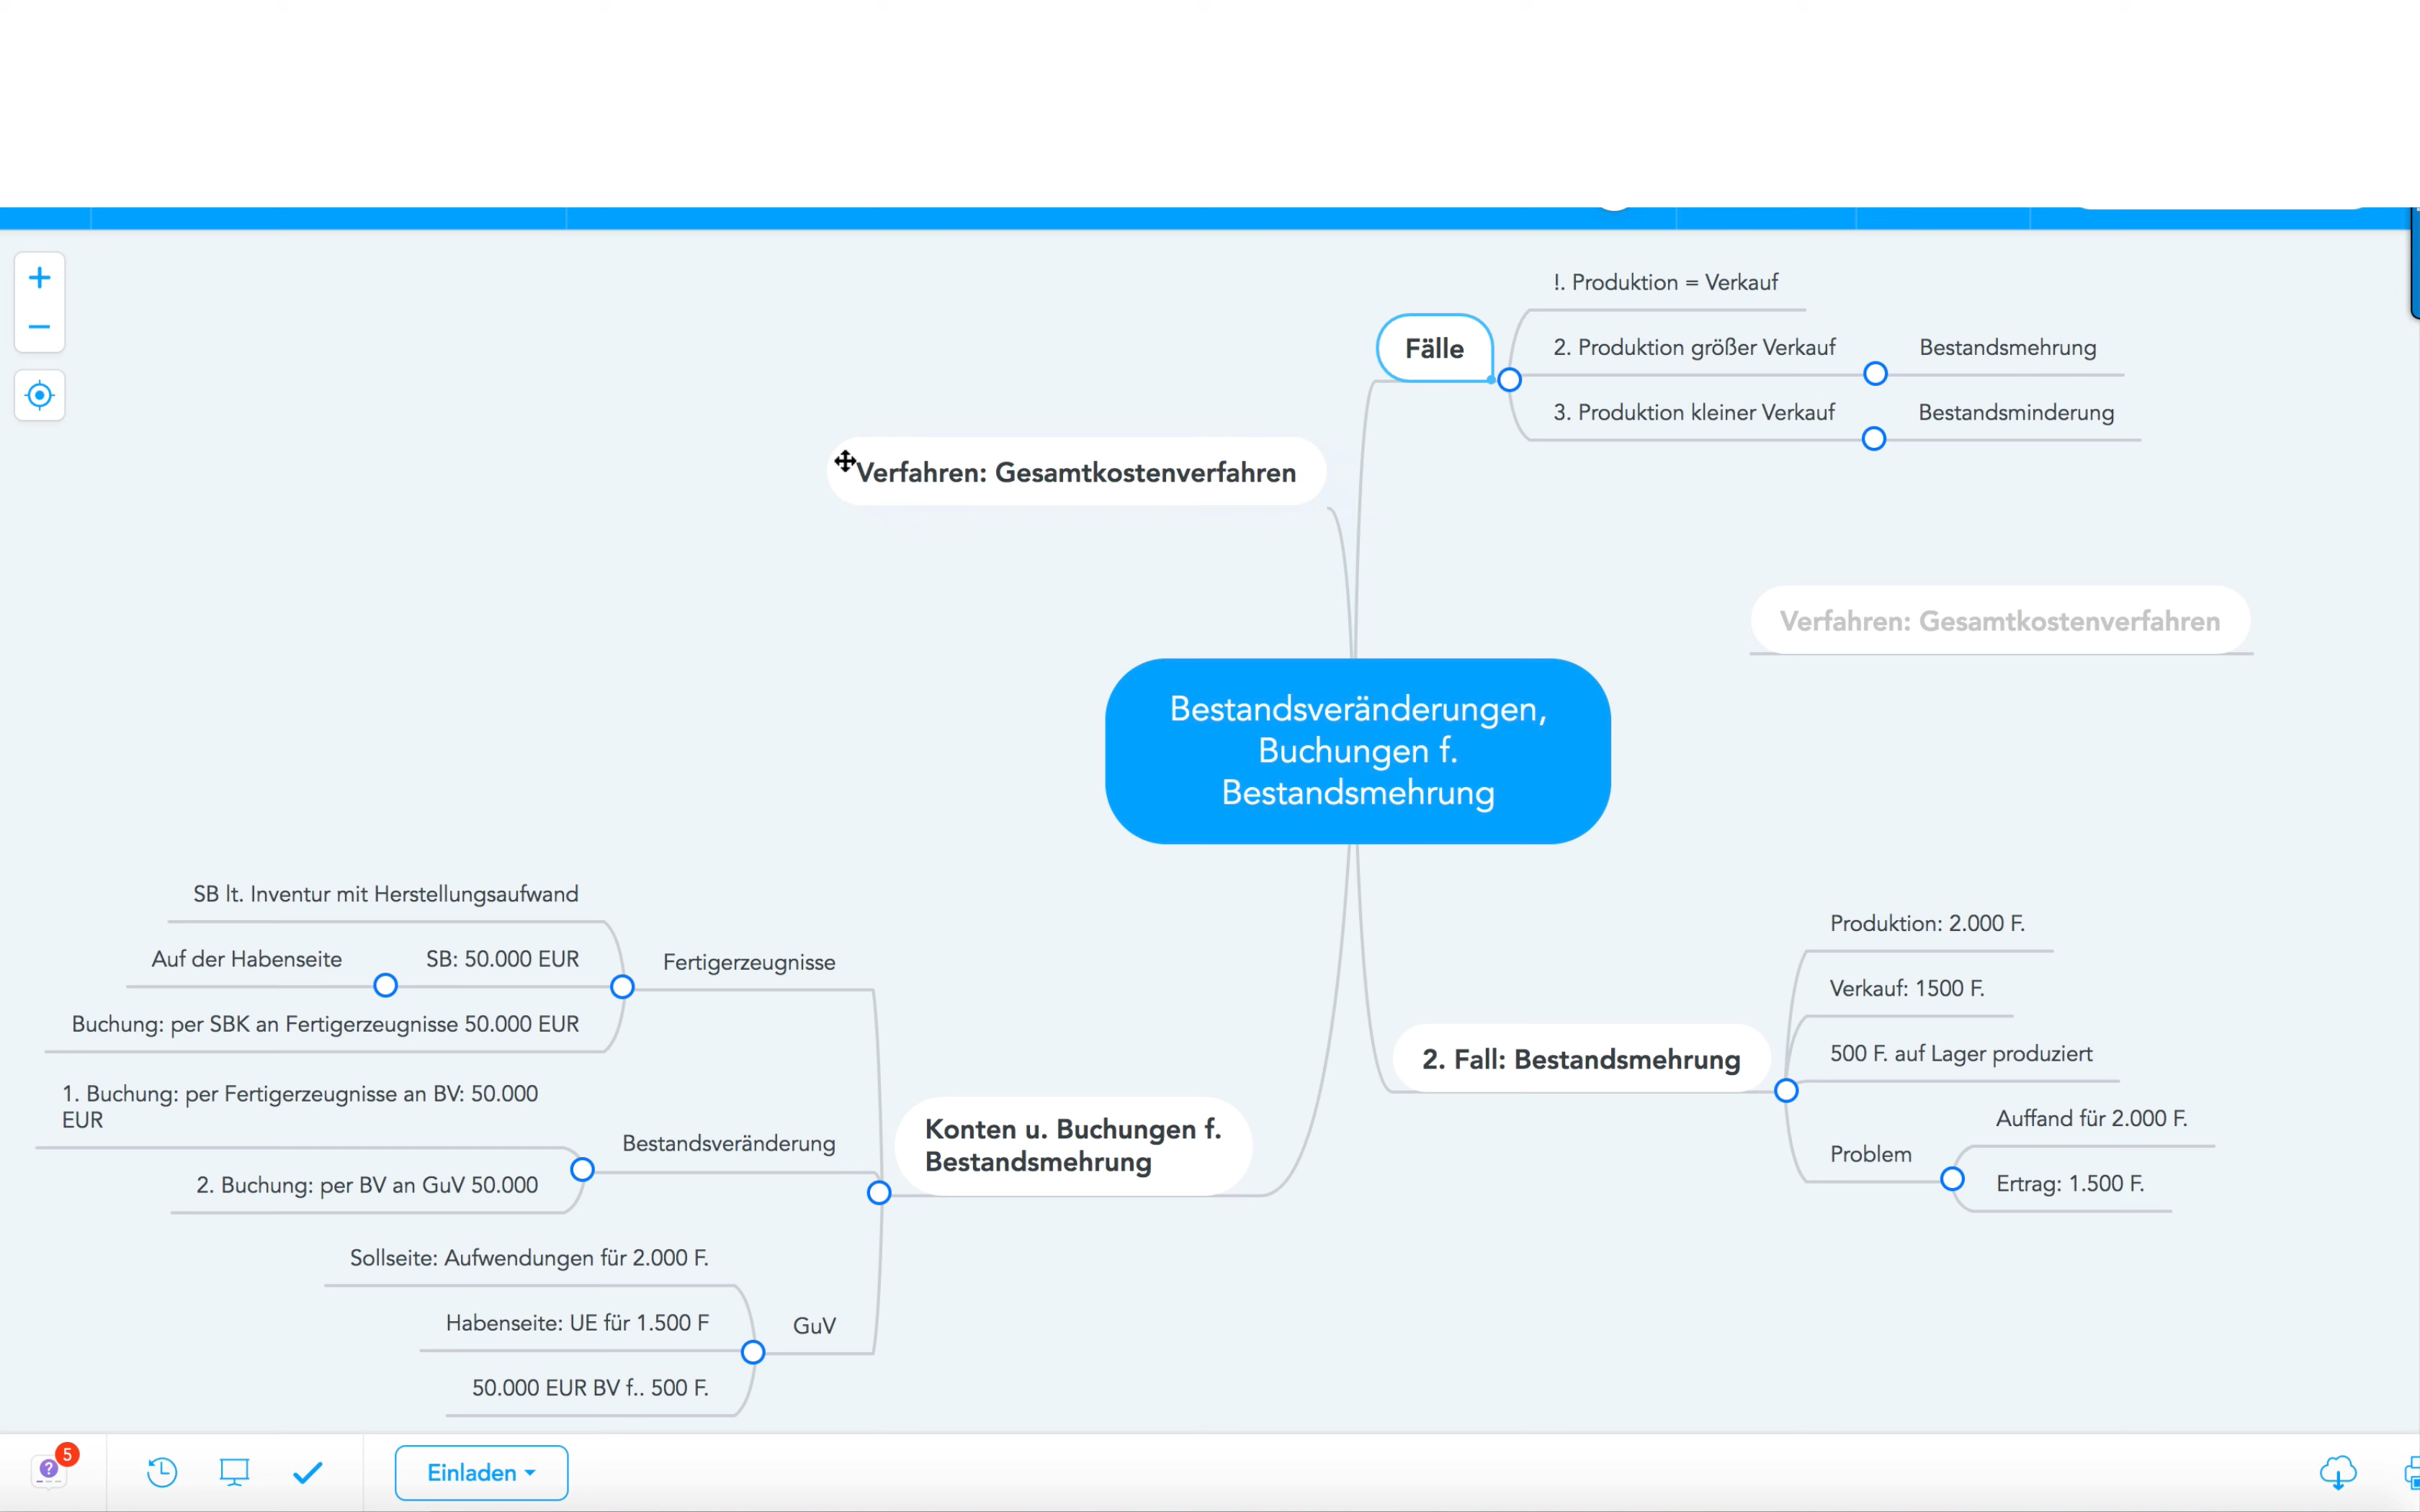 !. Produktion = Verkauf
Fälle
2. Produktion größer Verkauf
Bestandsmehrung
3. Produktion kleiner Verkauf
Bestandsminderung
Verfahren: Gesamtkostenverfahren
Verfahren: Gesamtkostenverfahren
Bestandsveränderungen,
Buchungen f.
Bestandsmehrung
SB lt. Inventur mit Herstellungsaufwand
Auf der Habenseite
SB: 50.000 EUR
Fertigerzeugnisse
Buchung: per SBK an Fertigerzeugnisse 50.000 EUR
1. Buchung: per Fertigerzeugnisse an BV: 50.000
EUR
Bestandsveränderung
2. Buchung: per BV an GuV 50.000
Konten u. Buchungen f.
Bestandsmehrung
Sollseite: Aufwendungen für 2.000 F.
Habenseite: UE für 1.500 F
GuV
50.000 EUR BV f.. 500 F.
Produktion: 2.000 F.
Verkauf: 1500 F.
500 F. auf Lager produziert
2. Fall: Bestandsmehrung
Auffand für 2.000 F.
Problem
Ertrag: 1.500 F.
5
?
Einladen